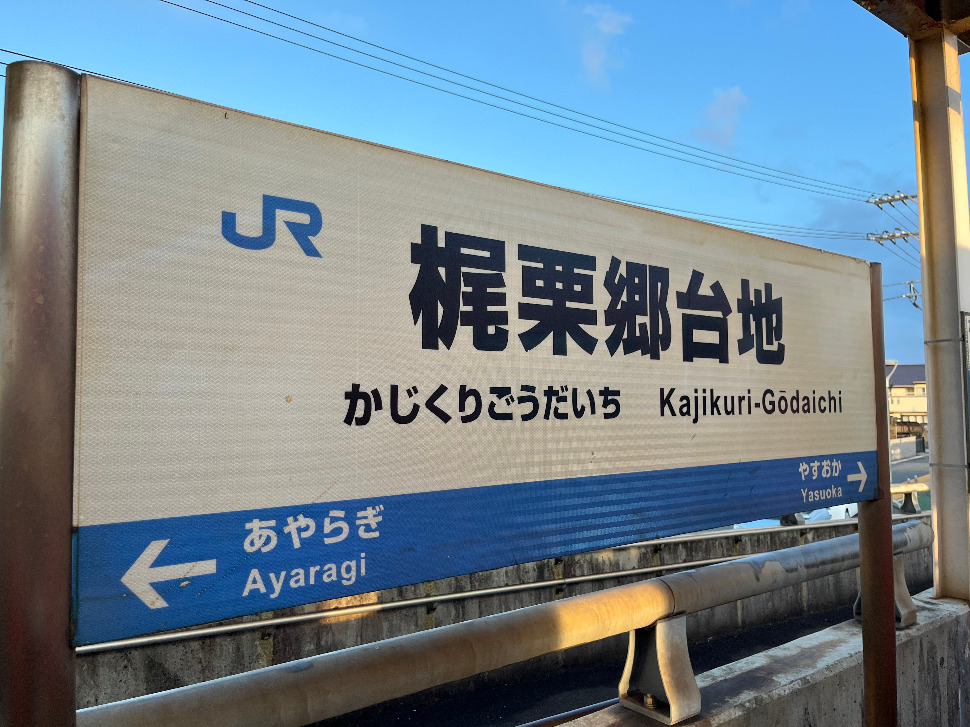 JR
梶栗郷台地
かじくりごうだいち Kajikuri-Gōdaichi
やすおか
Yasuoka
あやらぎ
Ayaragi